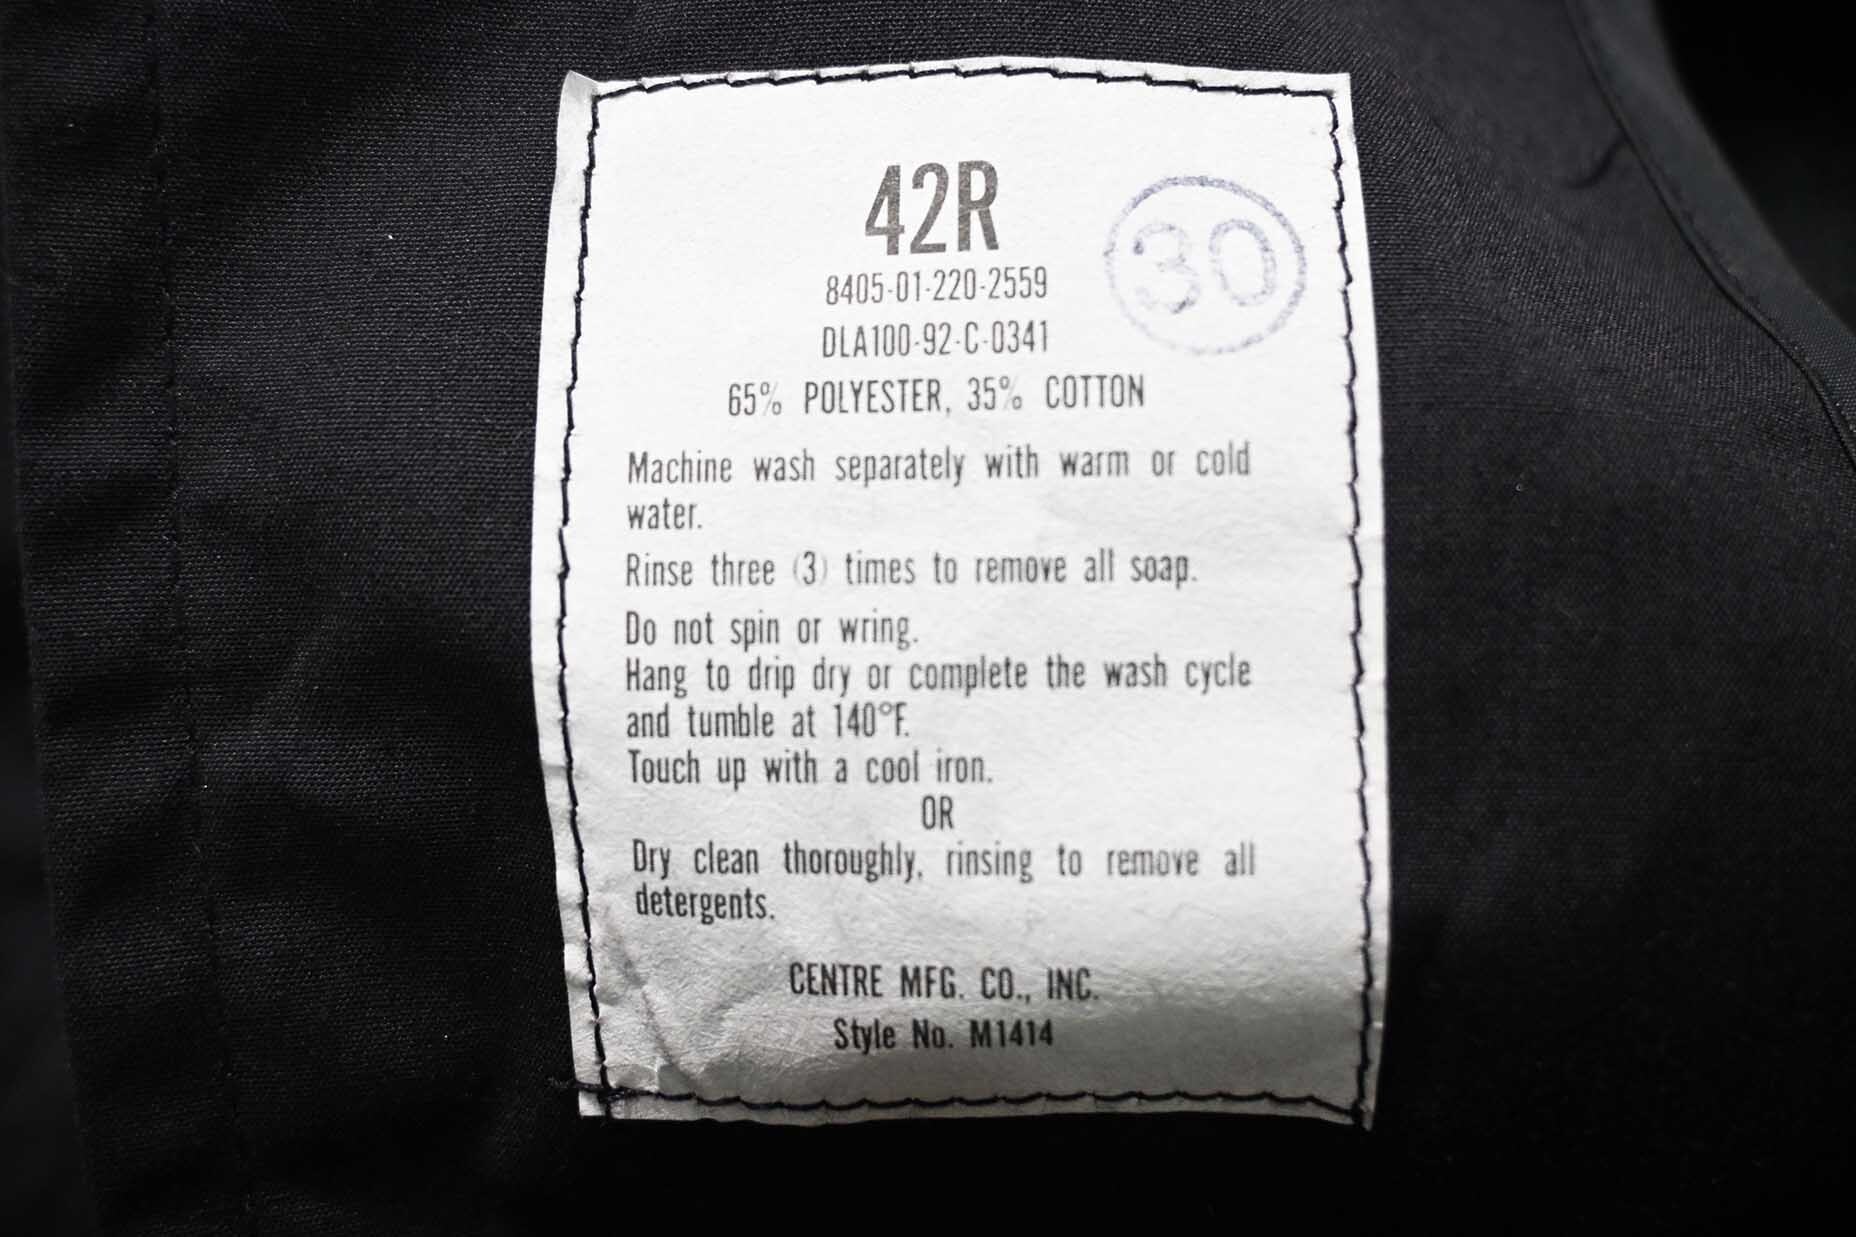 42R
30
8405-01-220-2559
DLA100-92-C-0341
65% POLYESTER, 35% COTTON
Machine wash separately with warm or cold
water.
Rinse three (3) times to remove all soap.
Do not spin or wring.
Hang to drip dry or complete the wash cycle
and tumble at 140°F.
Touch up with a cool iron.
OR
Dry clean thoroughly, rinsing to remove all
detergents.
CENTRE MFG. CO., INC.
Style No. M1414